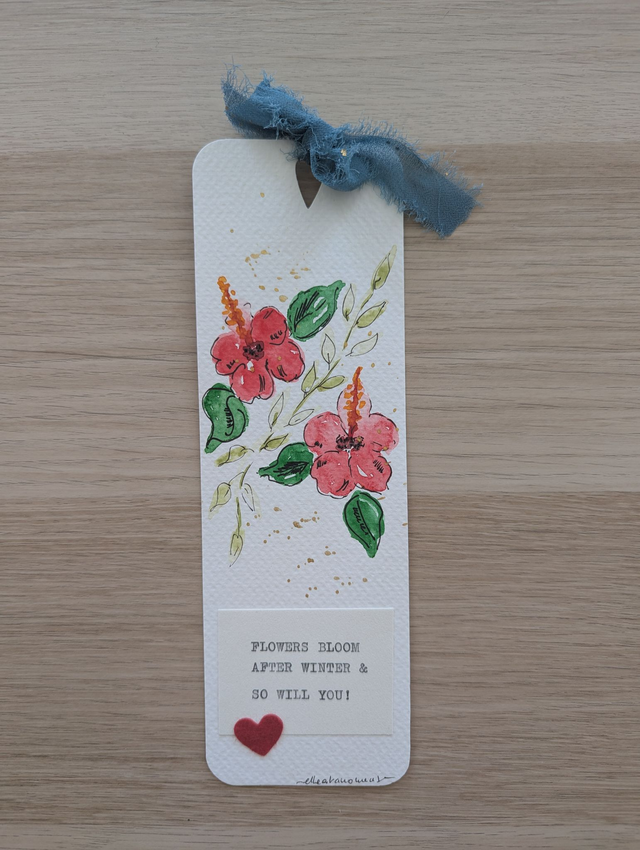 FLOWERS BLOOM
AFTER WINTER &
SO WILL YOU!